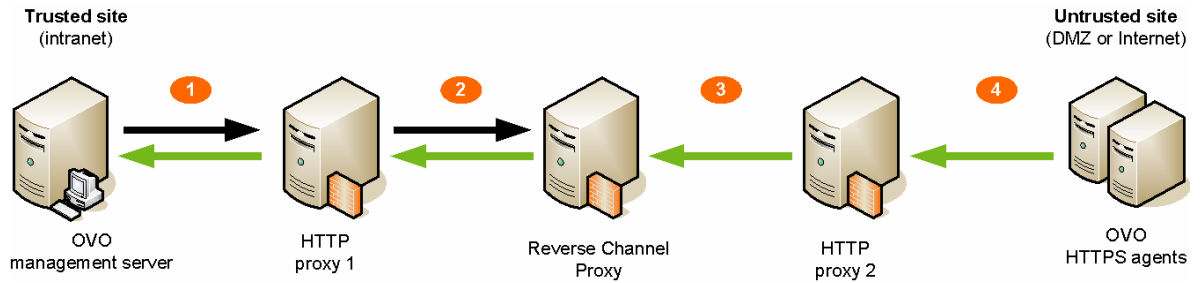 Trusted site
(intranet)
Untrusted site
(DMZ or Internet)
1
2
3
4
OVO
management server
HTTP
proxy 1
Reverse Channel
Proxy
HTTP
proxy 2
OVO
HTTPS agents